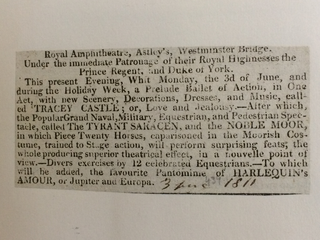 Royal Amphitheatre, Astley's, Westminster Bridge.
Under the immediate Patronage of their Royal Highnesses the
Prince Regent, and Duke of York.
This present Evening, Whit Monday, the 3d of June, and
during the Holiday Week, a Prelude Ballet of Action, in One
Act, with new Scenery, Decorations, Dresses, and Music, call-
ed TRACEY CASTLE; or, Love and Jealousy.—After which,
the Popular Grand Naval, Military, Equestrian, and Pedestrian Spec-
tacle, called The TYRANT SARACEN, and the NOBLE MOOR,
in which Piece Twenty Horses, caparisoned in the Moorish Cos-
tume, trained to Stage action, will perform surprising feats; the
whole producing superior theatrical effect, in a nouvelle point of
view.—Divers exercises by 12 celebrated Equestrians.—To which
will be added, the favourite Pantomime of HARLEQUIN's
AMOUR, or Jupiter and Europa. 3 June 1811